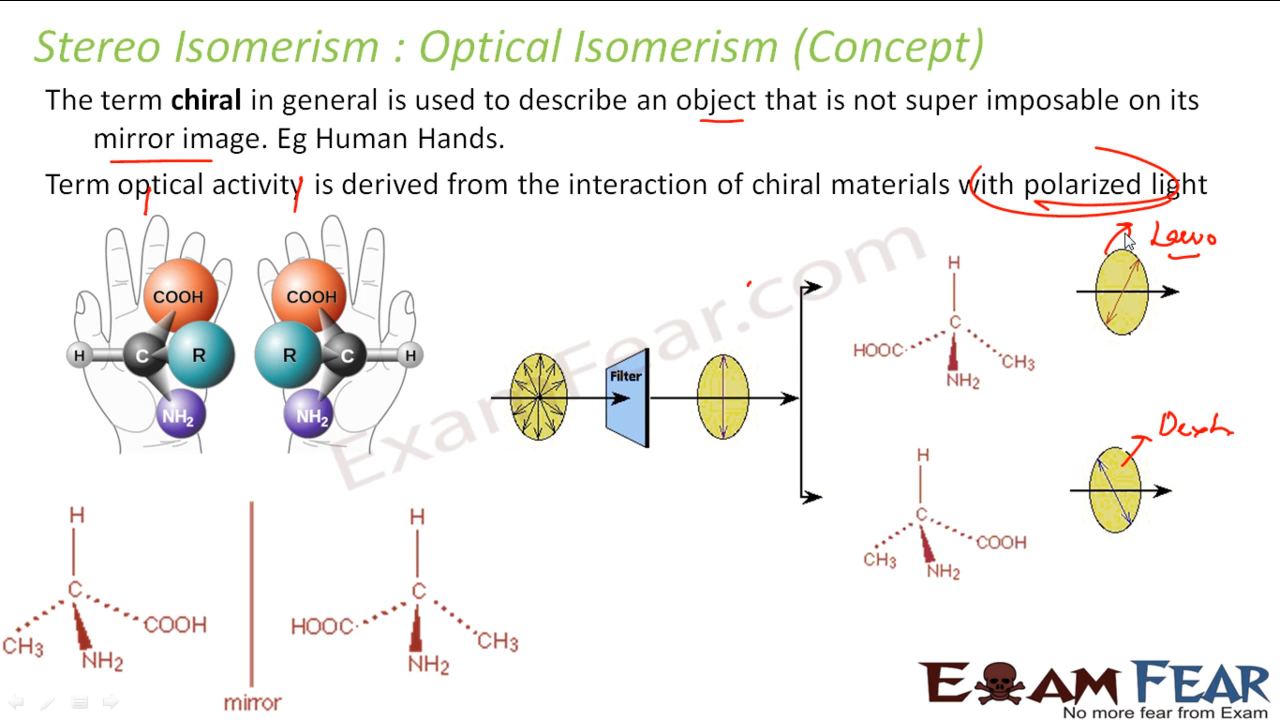 Stereo Isomerism : Optical Isomerism (Concept)
The term chiral in general is used to describe an object that is not super imposable on its
mirror image. Eg Human Hands.
Term optical activity is derived from the interaction of chiral materials with polarized light
Laevo
COOH COOH
H C R R C H
NH2 NH2
ExamFear.com
Filter
H
C
HOOC CH3
NH2
H
C
CH3 COOH
NH2
H
C
CH3 COOH
NH2
mirror
H
C
HOOC CH3
NH2
EXAM FEAR
No more fear from Exam